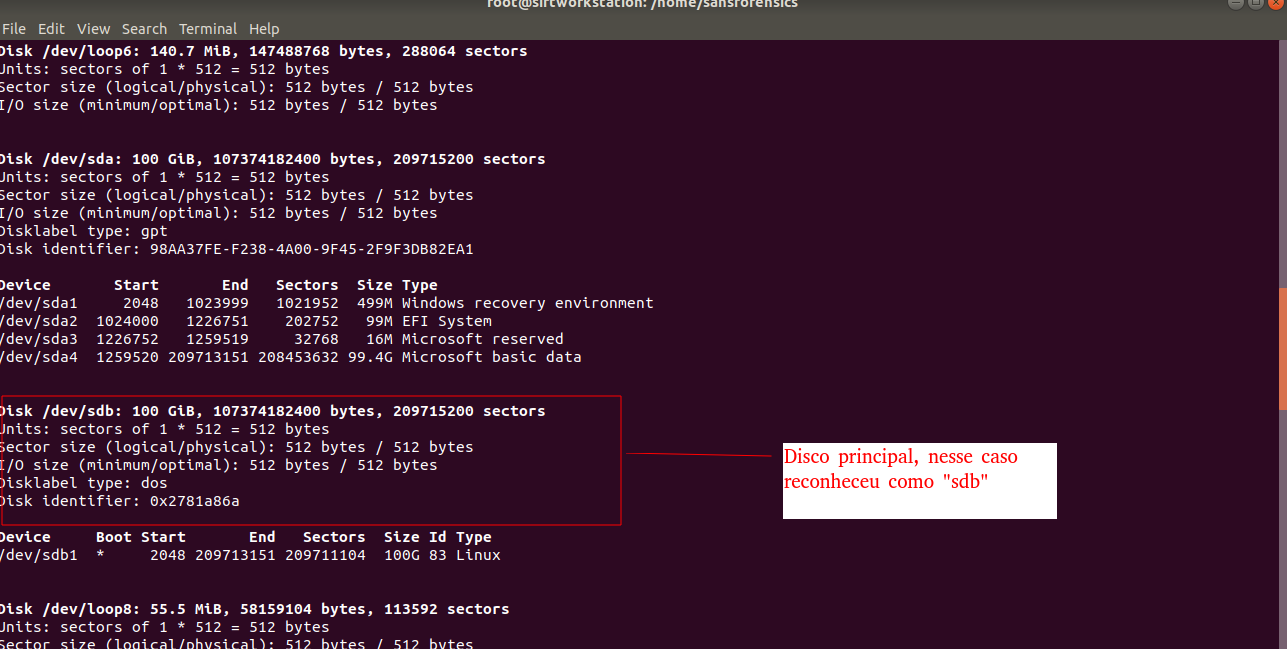 root@siftworkstation: /home/sansforensics
File Edit View Search Terminal Help
Disk /dev/loop6: 140.7 MiB, 147488768 bytes, 288064 sectors
Units: sectors of 1 * 512 = 512 bytes
Sector size (logical/physical): 512 bytes / 512 bytes
I/O size (minimum/optimal): 512 bytes / 512 bytes
Disk /dev/sda: 100 GiB, 107374182400 bytes, 209715200 sectors
Units: sectors of 1 * 512 = 512 bytes
Sector size (logical/physical): 512 bytes / 512 bytes
I/O size (minimum/optimal): 512 bytes / 512 bytes
Disklabel type: gpt
Disk identifier: 98AA37FE-F238-4A00-9F45-2F9F3DB82EA1
Device Start End Sectors Size Type
/dev/sda1 2048 1023999 1021952 499M Windows recovery environment
/dev/sda2 1024000 1226751 202752 99M EFI System
/dev/sda3 1226752 1259519 32768 16M Microsoft reserved
/dev/sda4 1259520 209713151 208453632 99.4G Microsoft basic data
Disk /dev/sdb: 100 GiB, 107374182400 bytes, 209715200 sectors
Units: sectors of 1 * 512 = 512 bytes
Sector size (logical/physical): 512 bytes / 512 bytes
I/O size (minimum/optimal): 512 bytes / 512 bytes
Disklabel type: dos
Disk identifier: 0x2781a86a
Disco principal, nesse caso
reconheceu como "sdb"
Device Boot Start End Sectors Size Id Type
/dev/sdb1 * 2048 209713151 209711104 100G 83 Linux
Disk /dev/loop8: 55.5 MiB, 58159104 bytes, 113592 sectors
Units: sectors of 1 * 512 = 512 bytes
Sector size (logical/physical): 512 bytes / 512 bytes